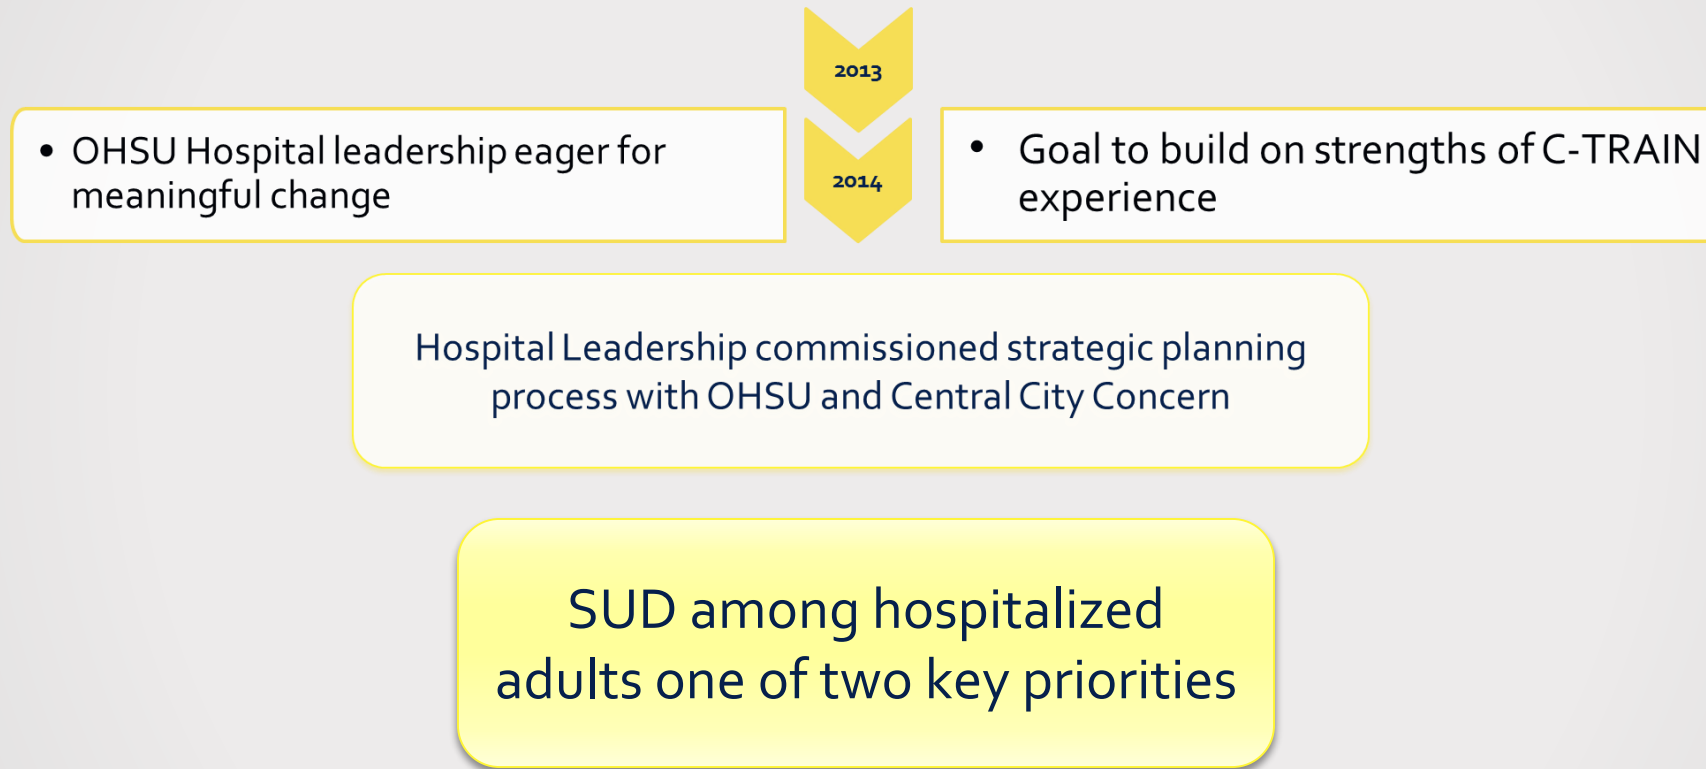 2013
• OHSU Hospital leadership eager for
meaningful change
2014
• Goal to build on strengths of C-TRAIN
experience
Hospital Leadership commissioned strategic planning
process with OHSU and Central City Concern
SUD among hospitalized
adults one of two key priorities